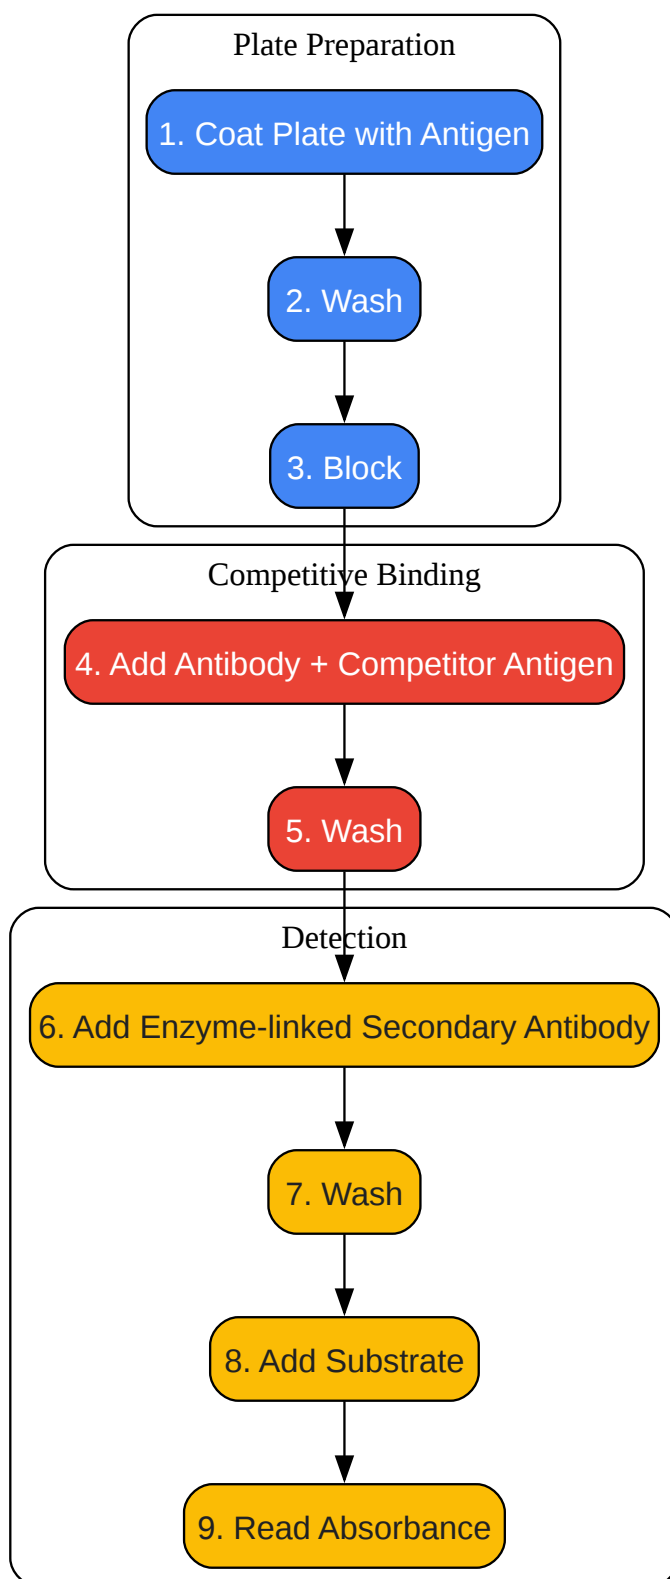 Plate Preparation
1. Coat Plate with Antigen
2. Wash
3. Block
Competitive Binding
4. Add Antibody + Competitor Antigen
5. Wash
Detection
6. Add Enzyme-linked Secondary Antibody
7. Wash
8. Add Substrate
9. Read Absorbance